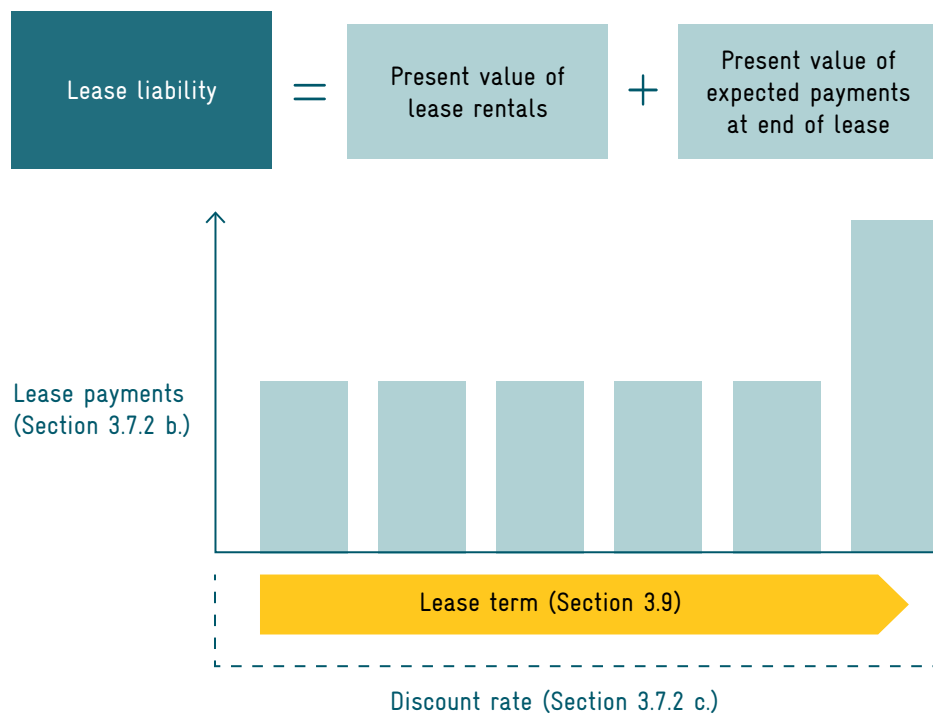 Lease liability
=
Present value of
lease rentals
+
Present value of
expected payments
at end of lease
Lease payments
(Section 3.7.2 b.)
Lease term (Section 3.9)
Discount rate (Section 3.7.2 c.)